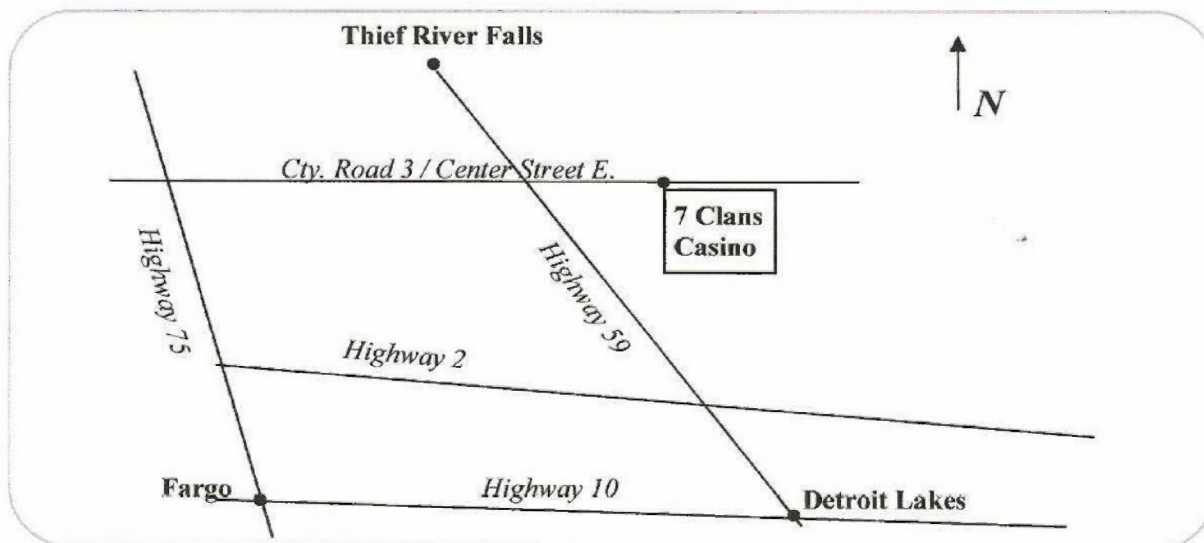 Thief River Falls
N
Cty. Road 3 / Center Street E.
7 Clans
Casino
Highway 75
Highway 59
Highway 2
Fargo
Highway 10
Detroit Lakes